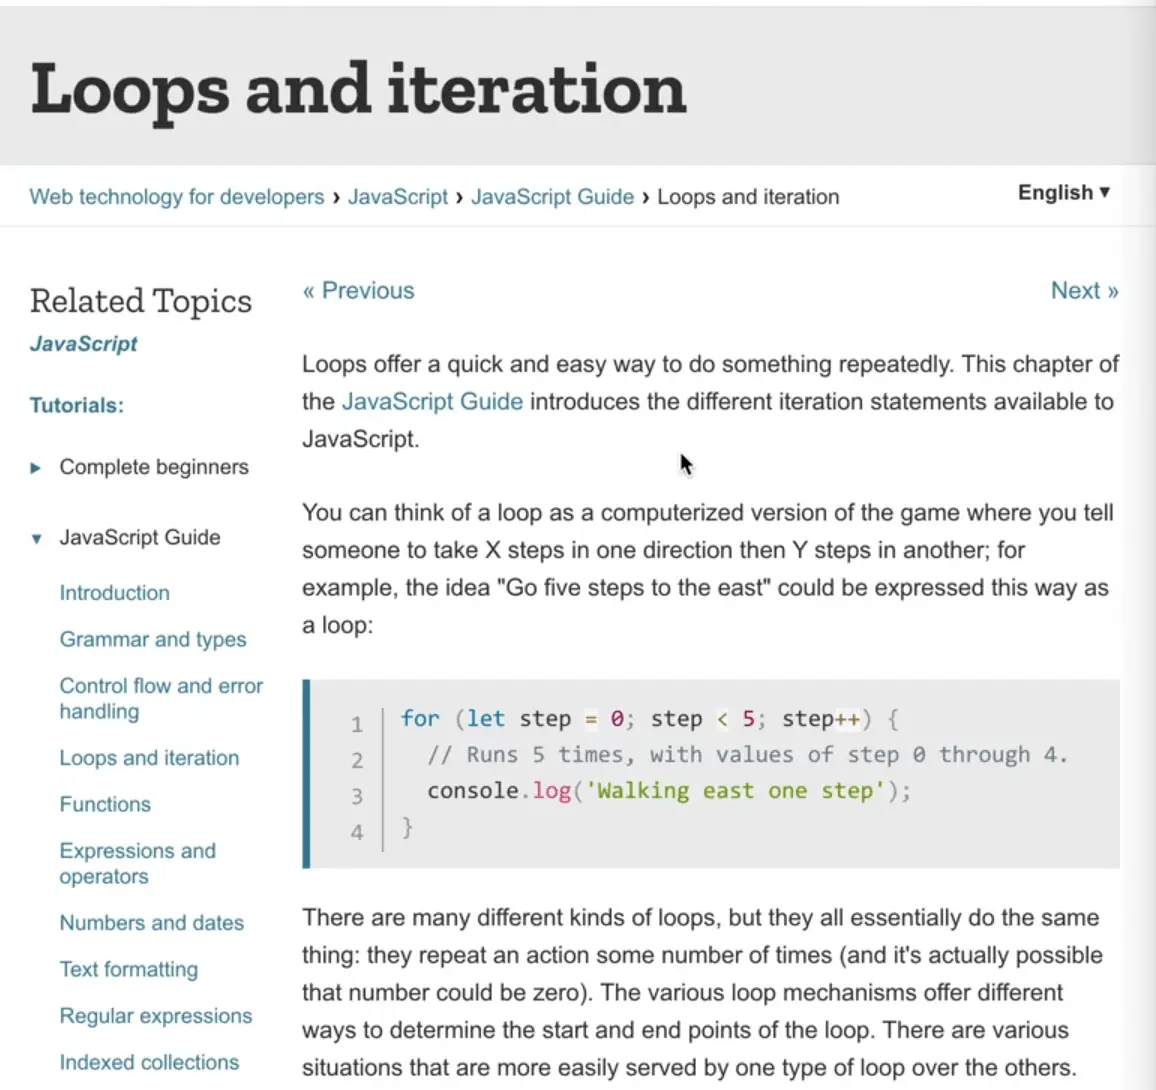 Loops and iteration
Web technology for developers › JavaScript › JavaScript Guide › Loops and iteration
English ▼
Related Topics
JavaScript
Tutorials:
▶ Complete beginners
▼ JavaScript Guide
Introduction
Grammar and types
Control flow and error
handling
Loops and iteration
Functions
Expressions and
operators
Numbers and dates
Text formatting
Regular expressions
Indexed collections
« Previous
Next »
Loops offer a quick and easy way to do something repeatedly. This chapter of
the JavaScript Guide introduces the different iteration statements available to
JavaScript.
You can think of a loop as a computerized version of the game where you tell
someone to take X steps in one direction then Y steps in another; for
example, the idea "Go five steps to the east" could be expressed this way as
a loop:
1 for (let step = 0; step < 5; step++) {
2   // Runs 5 times, with values of step 0 through 4.
3   console.log('Walking east one step');
4 }
There are many different kinds of loops, but they all essentially do the same
thing: they repeat an action some number of times (and it's actually possible
that number could be zero). The various loop mechanisms offer different
ways to determine the start and end points of the loop. There are various
situations that are more easily served by one type of loop over the others.